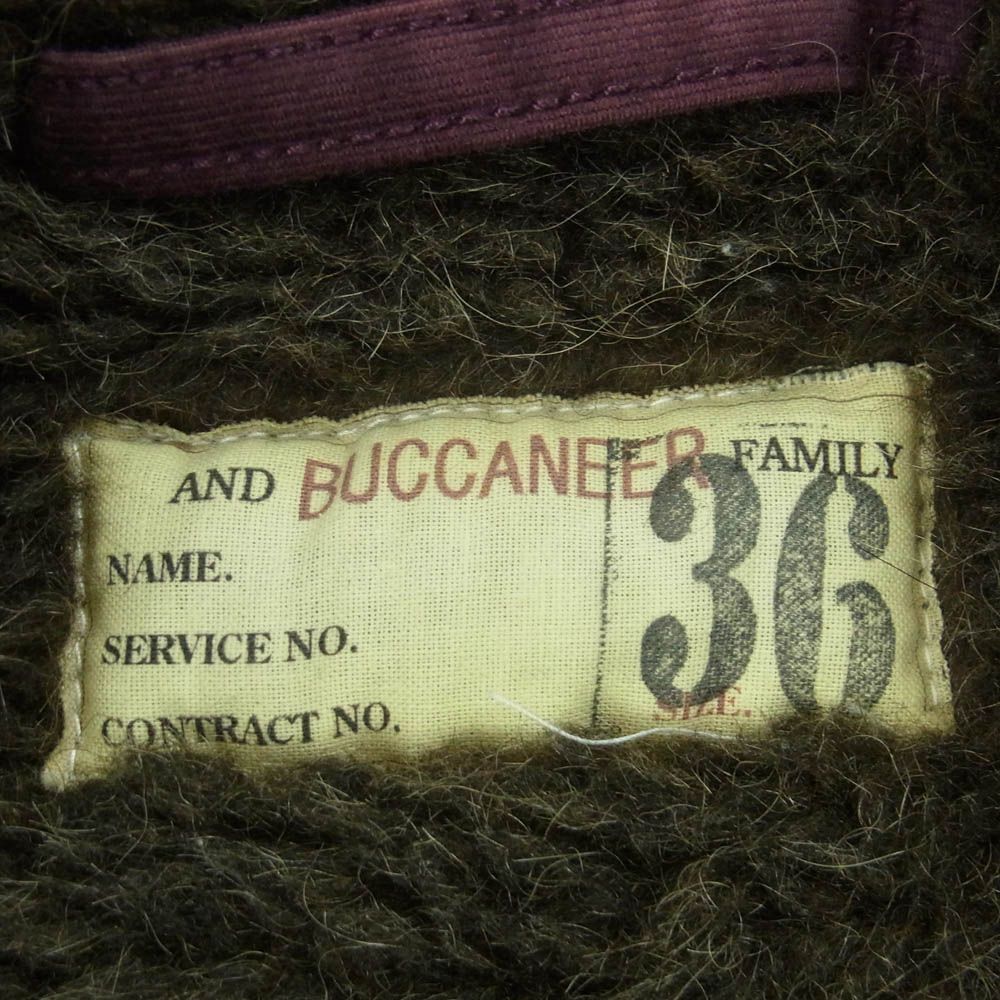 AND BUCCANEER FAMILY
NAME.
SERVICE NO.
CONTRACT NO.
36
SIZE.